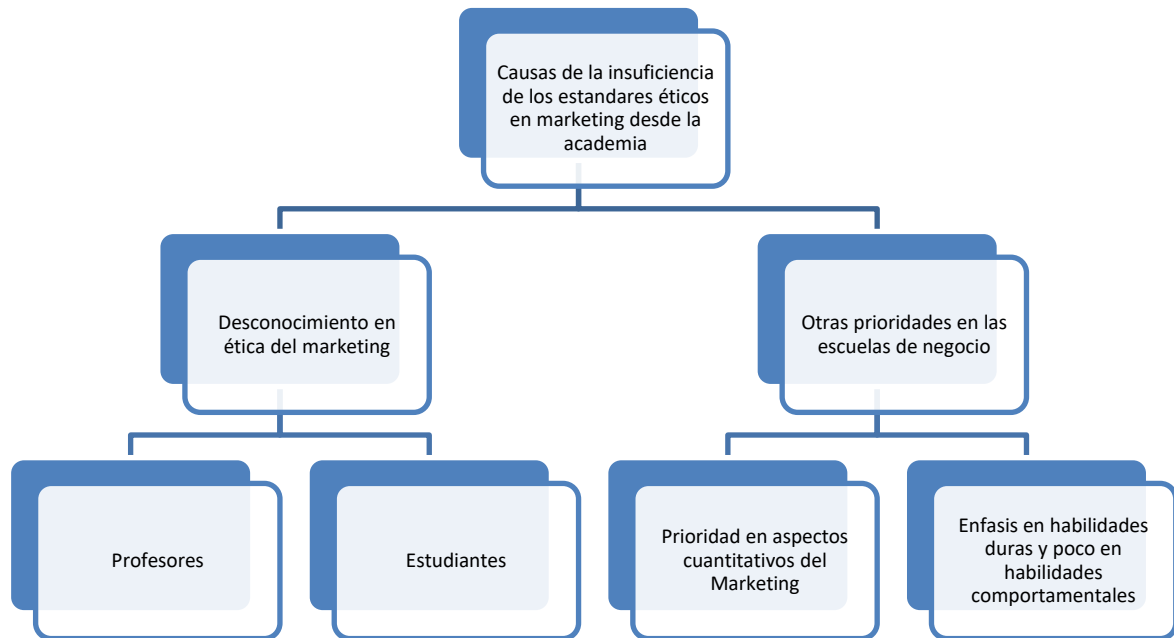 Causas de la insuficiencia
de los estandares éticos
en marketing desde la
academia
Desconocimiento en
ética del marketing
Otras prioridades en las
escuelas de negocio
Profesores
Estudiantes
Prioridad en aspectos
cuantitativos del
Marketing
Enfasis en habilidades
duras y poco en
habilidades
comportamentales